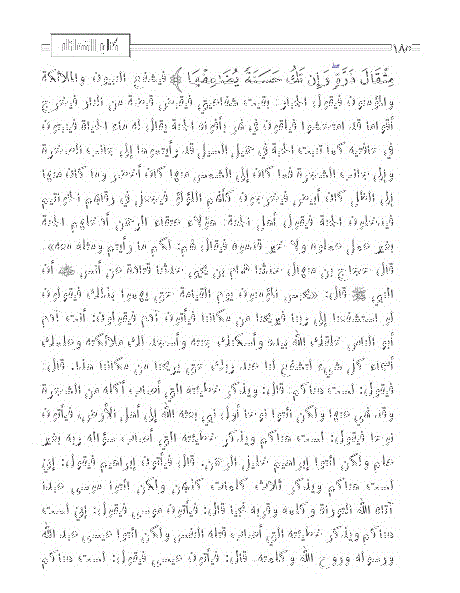 ١٨٥
مِثْقَالَ ذَرَّةٍ وَإِن تَكُ حَسَنَةً يُضَاعِفْهَا ﴾ فيشفع النبيون والملائكة
والمؤمنون فيقول الجبار: بقيت شفاعتي فيقبض قبضة من النار فيخرج
أقواما قد امتحشوا فيلقون في نهر بأفواه الجنة يقال له ماء الحياة فينبتون
في حافتيه كما تنبت الحبة في حميل السيل قد رأيتموها إلى جانب الصخرة
وإلى جانب الشجرة فما كان إلى الشمس منها كان أخضر وما كان منها
إلى الظل كان أبيض فيخرجون كأنهم اللؤلؤ فيجعل في رقابهم الخواتيم
فيدخلون الجنة فيقول أهل الجنة: هؤلاء عتقاء الرحمن أدخلهم الجنة
بغير عمل عملوه ولا خير قدموه فيقال لهم: لكم ما رأيتم ومثله معه».
قال حجاج بن منهال حدثنا همام بن يحيى حدثنا قتادة عن أنس ﷺ أن
النبي ﷺ قال: «يحبس المؤمنون يوم القيامة حتى يهموا بذلك فيقولون
لو استشفعنا إلى ربنا فيريحنا من مكاننا فيأتون آدم فيقولون: أنت آدم
أبو الناس خلقك الله بيده وأسكنك جنته وأسجد لك ملائكته وعلمك
أسماء كل شيء لتشفع لنا عند ربك حتى يريحنا من مكاننا هذا. قال:
فيقول: لست هناكم. قال: ويذكر خطيئته التي أصاب أكله من الشجرة
وقد نهي عنها ولكن ائتوا نوحا أول نبي بعثه الله إلى أهل الأرض، فيأتون
نوحا فيقول: لست هناكم ويذكر خطيئته التي أصاب سؤاله ربه بغير
علم ولكن ائتوا إبراهيم خليل الرحمن. قال فيأتون إبراهيم فيقول: إني
لست هناكم ويذكر ثلاث كلمات كذبهن ولكن ائتوا موسى عبدا
آتاه الله التوراة وكلمه وقربه نجيا قال: فيأتون موسى فيقول: إني لست
هناكم ويذكر خطيئته التي أصاب قتله النفس ولكن ائتوا عيسى عبد الله
ورسوله وروح الله وكلمته. قال: فيأتون عيسى فيقول: لست هناكم